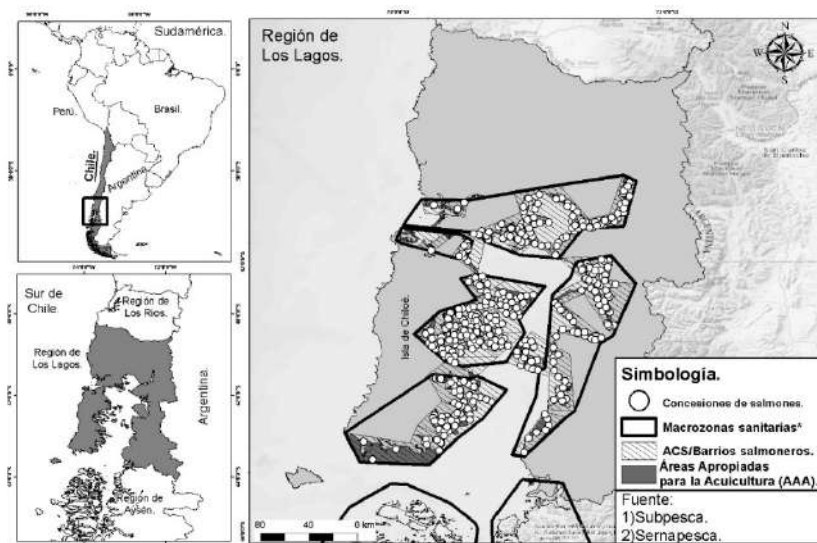 Sudamérica.
Perú.
Brasil.
Chile.
Argentina
Sur de
Chile.
Región de
Los Ríos.
Región de
Los Lagos.
Argentina.
Región de
Aysén.
Región de
Los Lagos.
N
W
E
S
Isla de Chiloé.
Simbología.
Concesiones de salmones.
Macrozonas sanitarias*
ACS/Barrios salmoneros.
Áreas Apropiadas
para la Acuicultura (AAA).
Fuente:
1)Subpesca.
2)Sernapesca.
80 40 0 km